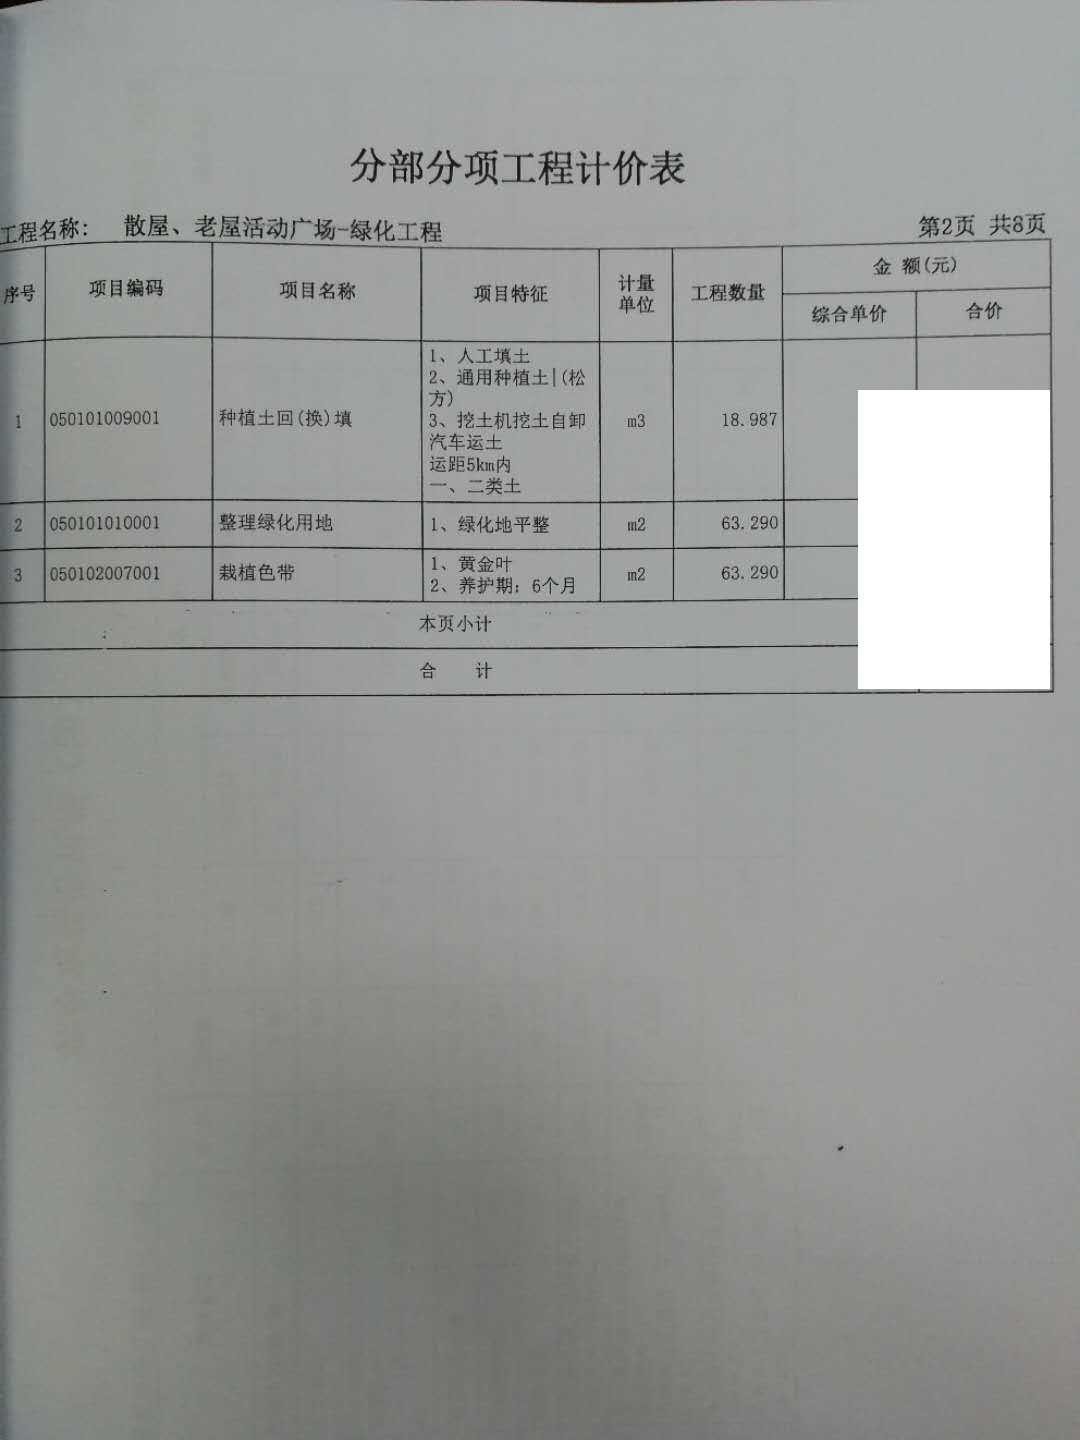 分部分项工程计价表
工程名称: 散屋、老屋活动广场-绿化工程 第2页 共8页
序号 项目编码 项目名称 项目特征 计量单位 工程数量 金 额(元)
综合单价 合价
1 050101009001 种植土回(换)填 1、人工填土
2、通用种植土|(松
方)
3、挖土机挖土自卸
汽车运土
运距5km内
一、二类土 m3 18.987
2 050101010001 整理绿化用地 1、绿化地平整 m2 63.290
3 050102007001 栽植色带 1、黄金叶
2、养护期: 6个月 m2 63.290
本页小计
合 计